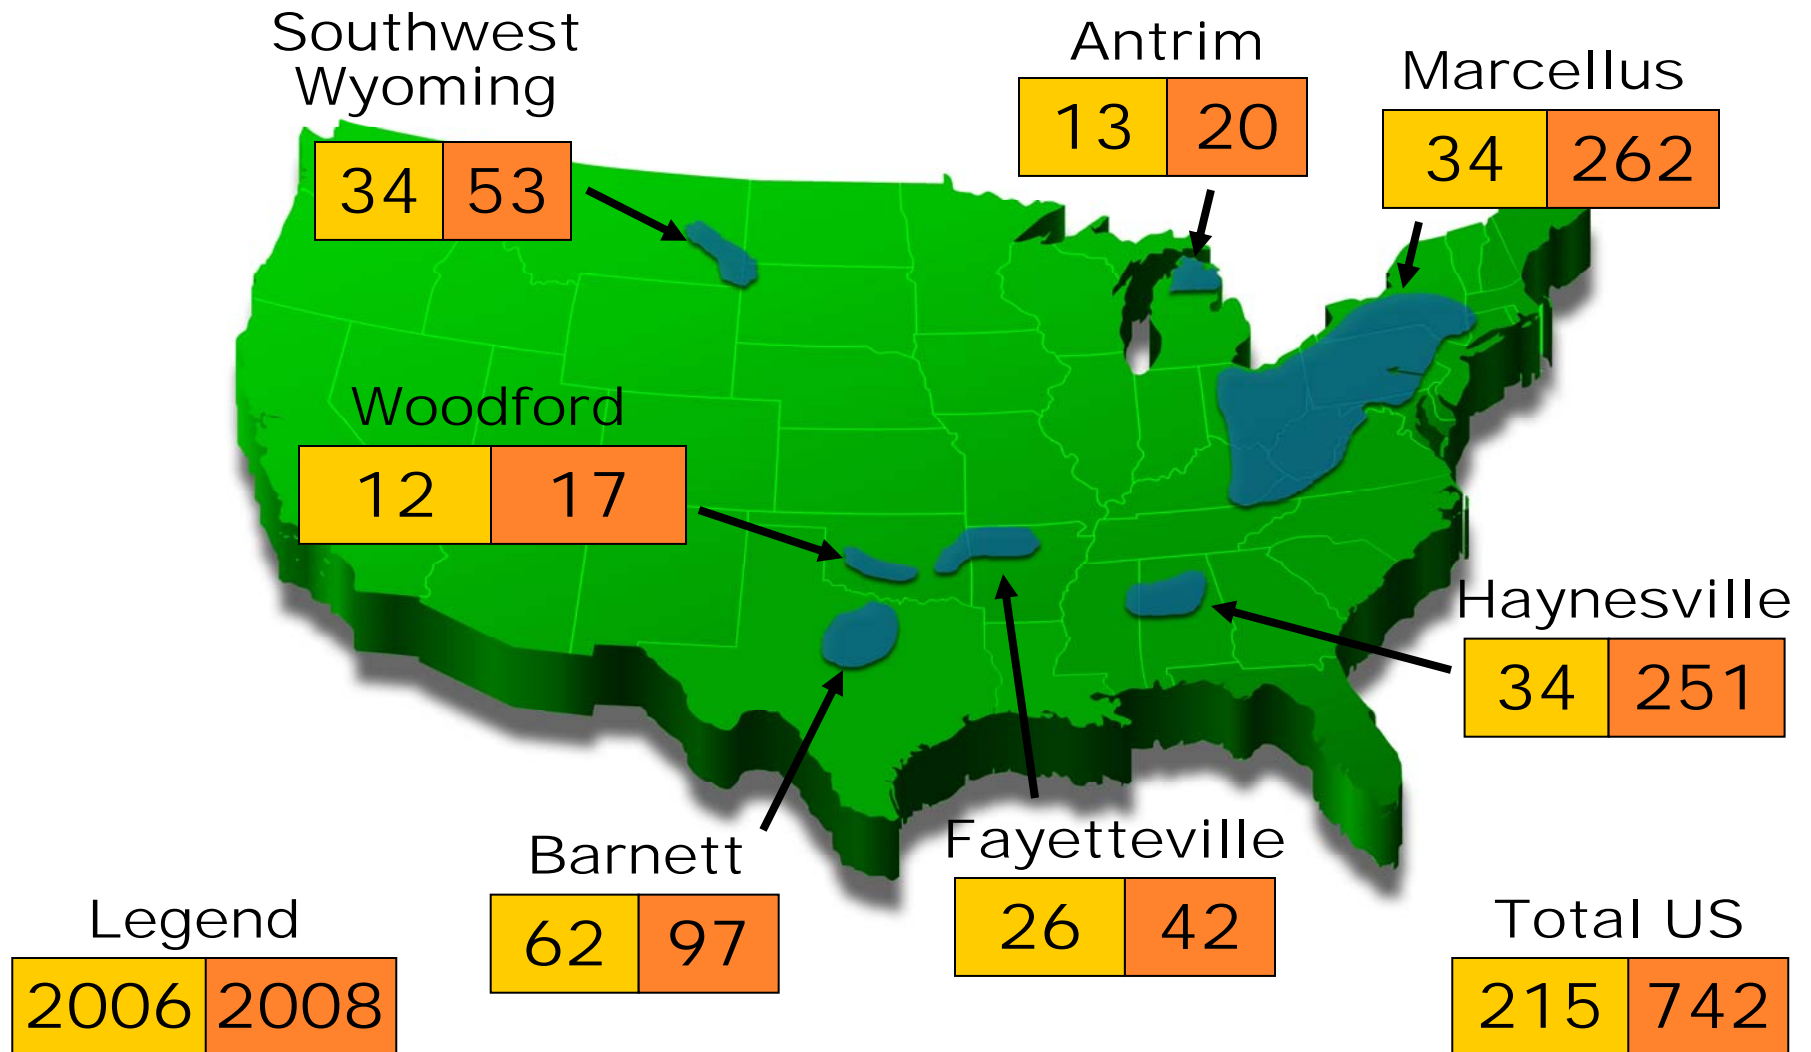 Southwest
Wyoming
34 53
Antrim
13 20
Marcellus
34 262
Woodford
12 17
Haynesville
34 251
Barnett
62 97
Fayetteville
26 42
Legend
2006 2008
Total US
215 742